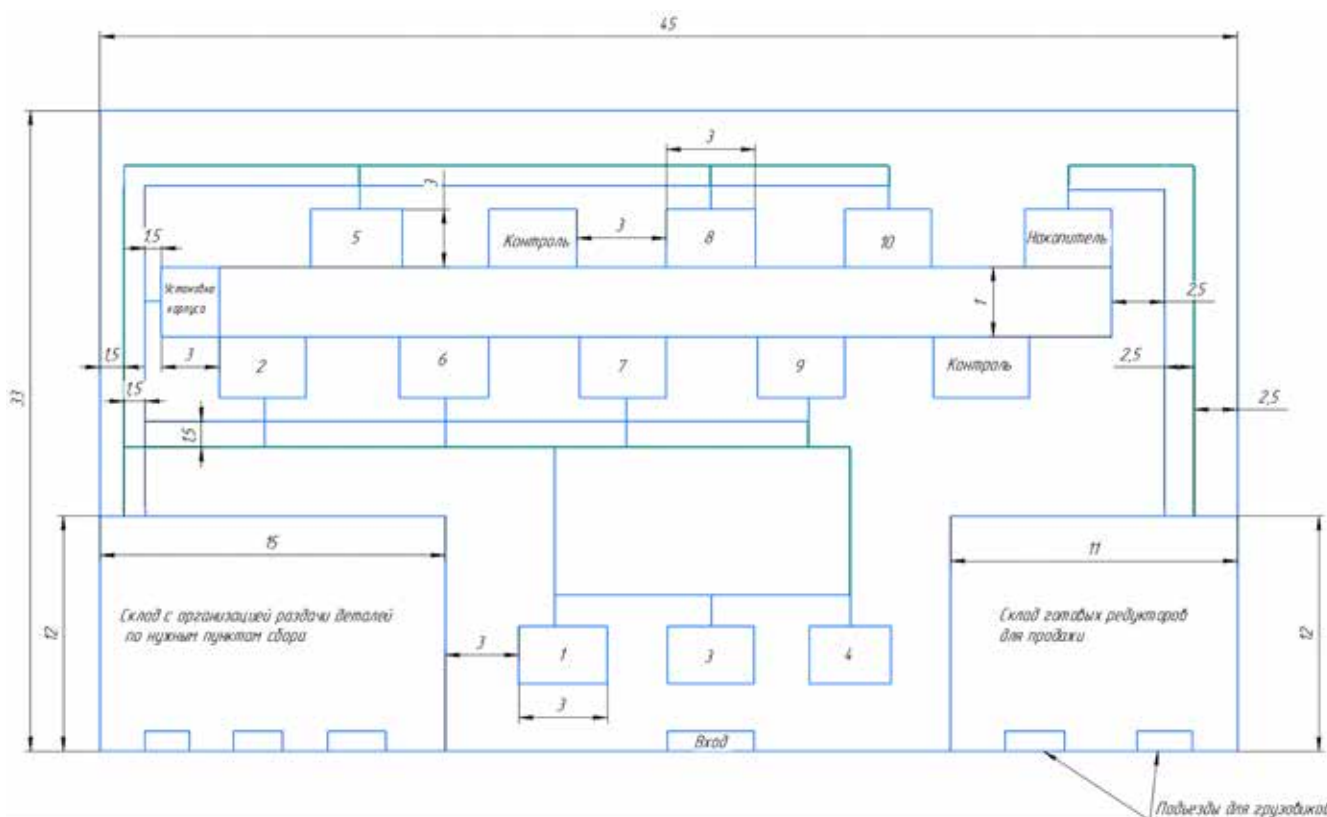 45
3
3
5
Контроль
3
8
10
Накопитель
1,5
Установка
корпуса
1
2,5
1,5
3
2
6
7
9
Контроль
2,5
2,5
33
1,5
1,5
15
11
Склад с организацией раздачи деталей
по нужным пунктам сбора
Склад готовых редукторов
для продажи
12
12
3
1
3
4
3
Вход
Подъезды для грузовиков